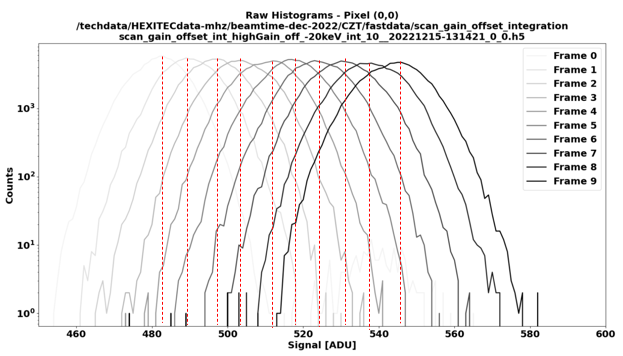 Raw Histograms - Pixel (0,0)
/techdata/HEXITECdata-mhz/beamtime-dec-2022/CZT/fastdata/scan_gain_offset_integration
scan_gain_offset_int_highGain_off_-20keV_int_10__20221215-131421_0_0.h5
Frame 0
Frame 1
Frame 2
Frame 3
Frame 4
Frame 5
Frame 6
Frame 7
Frame 8
Frame 9
10³
10²
10¹
10⁰
Counts
460 480 500 520 540 560 580 600
Signal [ADU]